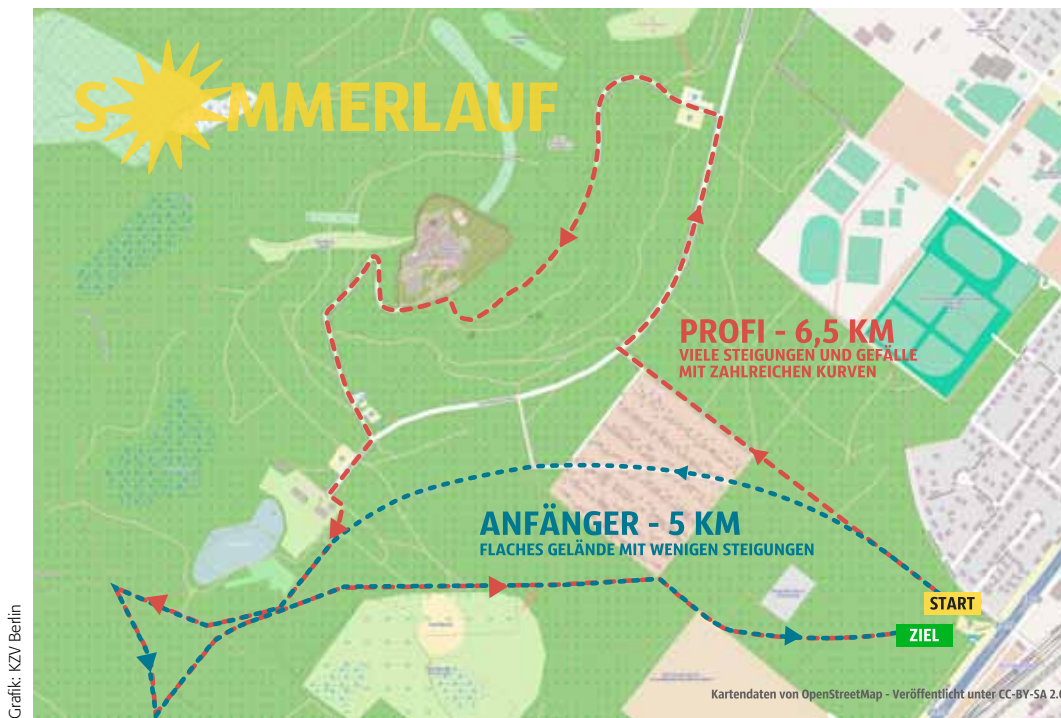 SOMMERLAUF
PROFI - 6,5 KM
VIELE STEIGUNGEN UND GEFÄLLE
MIT ZAHLREICHEN KURVEN
ANFÄNGER - 5 KM
FLACHES GELÄNDE MIT WENIGEN STEIGUNGEN
START
ZIEL
Kartendaten von OpenStreetMap - Veröffentlicht unter CC-BY-SA 2.0
Grafik: KZV Berlin